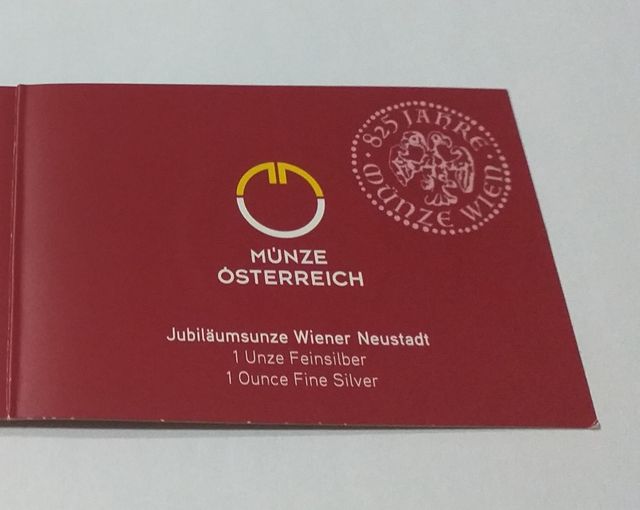 825 JAHRE
MÜNZE WIEN
MÜNZE
ÖSTERREICH
Jubiläumsunze Wiener Neustadt
1 Unze Feinsilber
1 Ounce Fine Silver